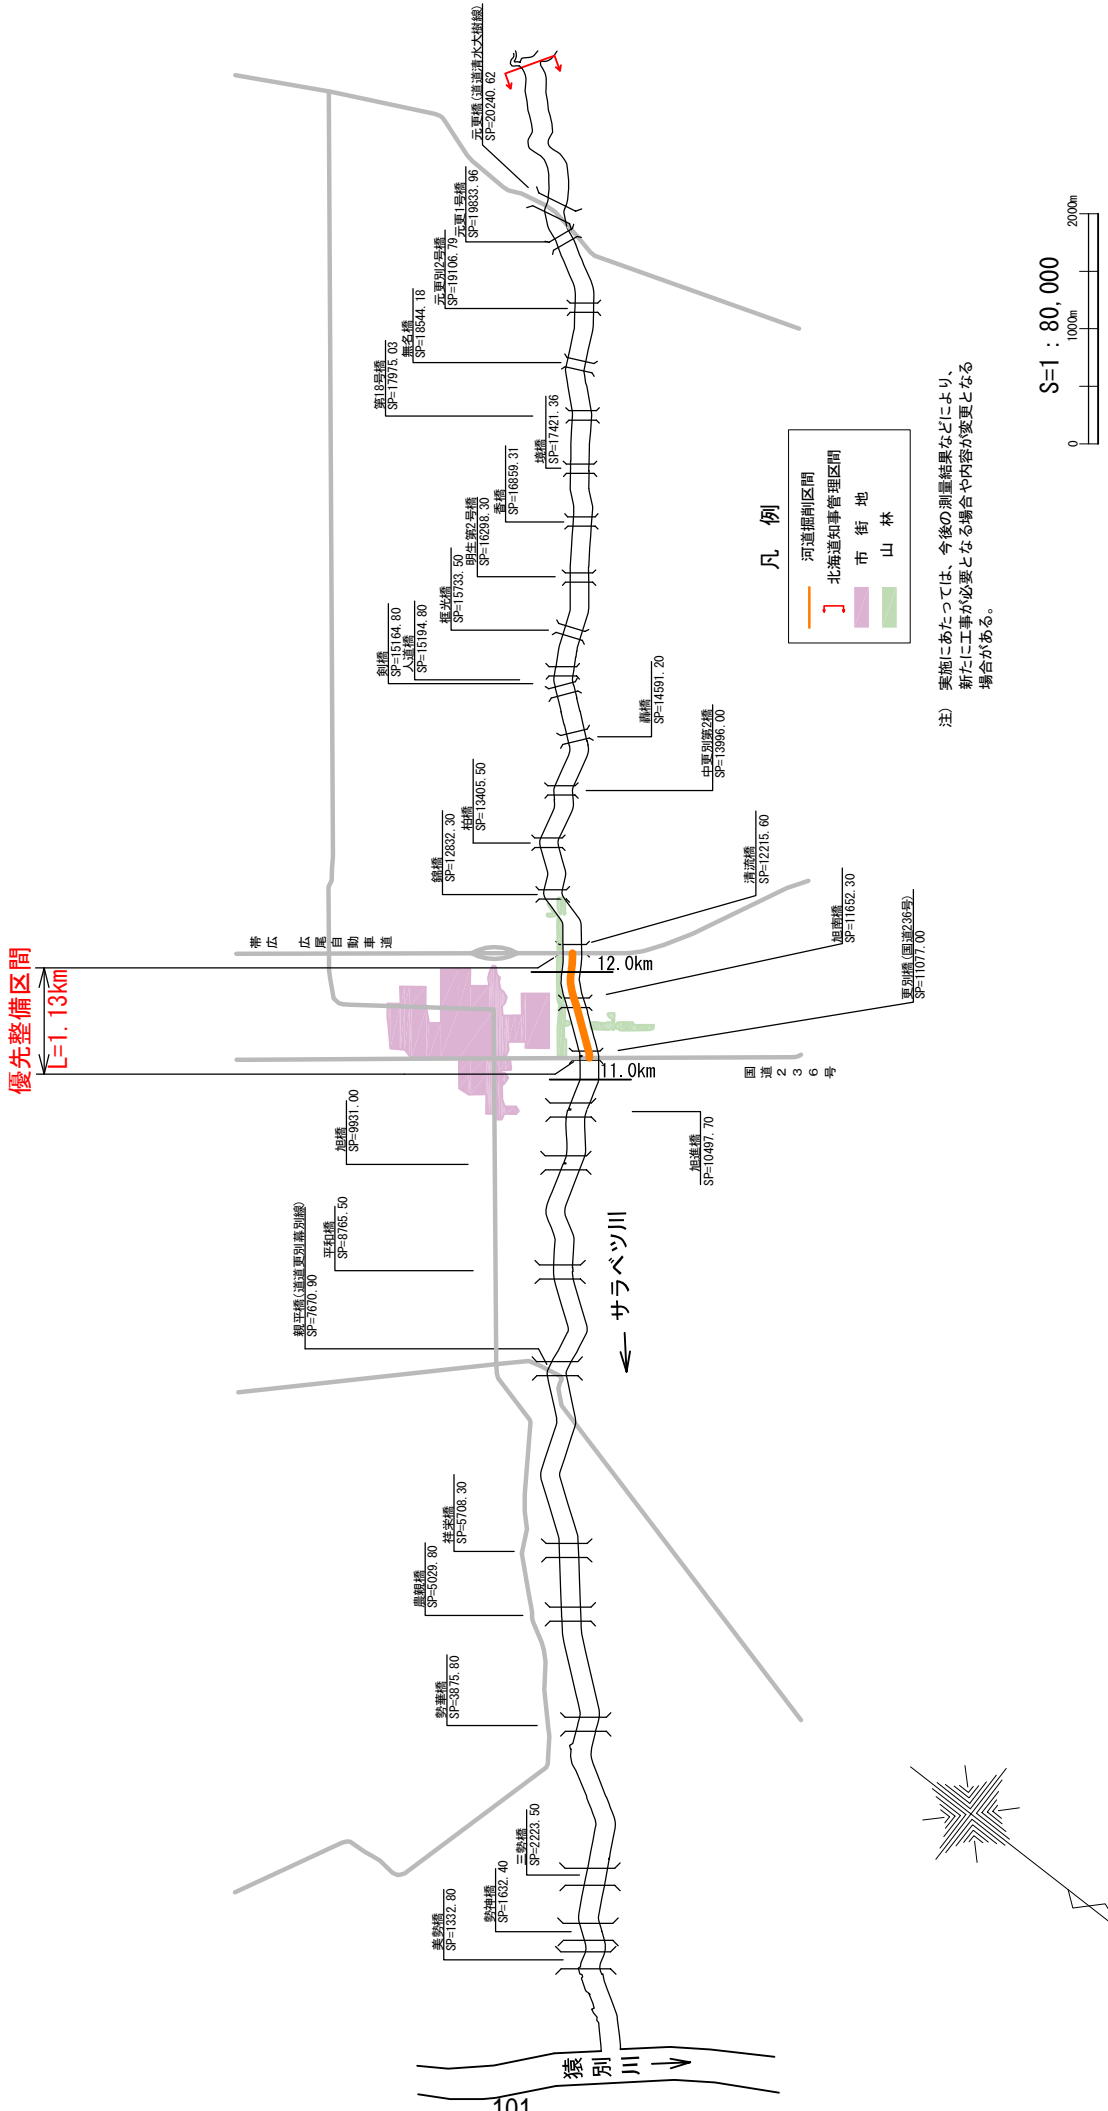 優先整備区間
L=1.13km
帯広 広尾自動車道
国道236号
12.0km
11.0km
元更橋(道道清水大樹線)
SP=20240.62
元更1号橋
SP=19833.96
元更別2号橋
SP=19106.79
無名橋
SP=18544.18
第18号橋
SP=17975.03
境橋
SP=17421.36
香橋
SP=16859.31
明生第2号橋
SP=16298.30
框光橋
SP=15733.50
人道橋
SP=15194.80
剣橋
SP=15164.80
轟橋
SP=14591.20
中更別第2橋
SP=13996.00
柏橋
SP=13405.50
錦橋
SP=12832.30
清流橋
SP=12215.60
旭南橋
SP=11652.30
更別橋(国道236号)
SP=11077.00
旭進橋
SP=10497.70
旭橋
SP=9931.00
平和橋
SP=8765.50
親平橋(道道更別幕別線)
SP=7670.90
祥栄橋
SP=5708.30
農親橋
SP=5029.80
勢華橋
SP=3875.80
三勢橋
SP=2223.50
勢神橋
SP=1632.40
美勢橋
SP=1332.80
サラベツ川
猿別川
凡 例
河道掘削区間
北海道知事管理区間
市 街 地
山 林
注) 実施にあたっては、今後の測量結果などにより、
新たに工事が必要となる場合や内容が変更となる
場合がある。
S=1:80,000
0 1000m 2000m
101